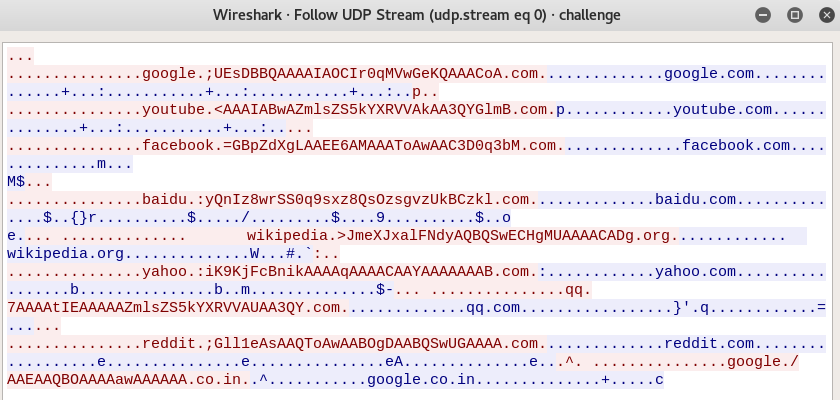 Wireshark · Follow UDP Stream (udp.stream eq 0) · challenge
...
...............google.;UEsDBBQAAAAIAOCIr0qMVwGeKQAAACoA.com..............google.com........
......+...:...........+...:...........+...:..p..
...............youtube.<AAAIABwAZmlsZS5kYXRVVAkAA3QYGlmB.com.p............youtube.com......
........+...:...........+...:.....
...............facebook.=GBpZdXgLAAEE6AMAAAToAwAAC3D0q3bM.com..............facebook.com....
..........m...
M$...
...............baidu.:yQnIz8wrSS0q9sxz8QsOzsgvzUkBCzkl.com..............baidu.com..........
....$..{}r..........$...../.........$....9..........$..o
e.... ..............wikipedia.>JmeXJxalFNdyAQBQSwECHgMUAAAACADg.org.............
wikipedia.org..............W...#.`:..
...............yahoo.:iK9KjFcBnikAAAAqAAAACAAYAAAAAAAB.com.:............yahoo.com..........
.......b...............b..m..............$-... ...............qq.
7AAAAtIEAAAAAZmlsZS5kYXRVVAUAA3QY.com..............qq.com.................}'.q............=
......
...............reddit.;Gll1eAsAAQToAwAABOgDAABQSwUGAAAA.com..............reddit.com........
..........e...............e...............eA..............e...^. ...............google./
AAEAAQBOAAAAawAAAAAA.co.in..^...........google.co.in..............+.....c